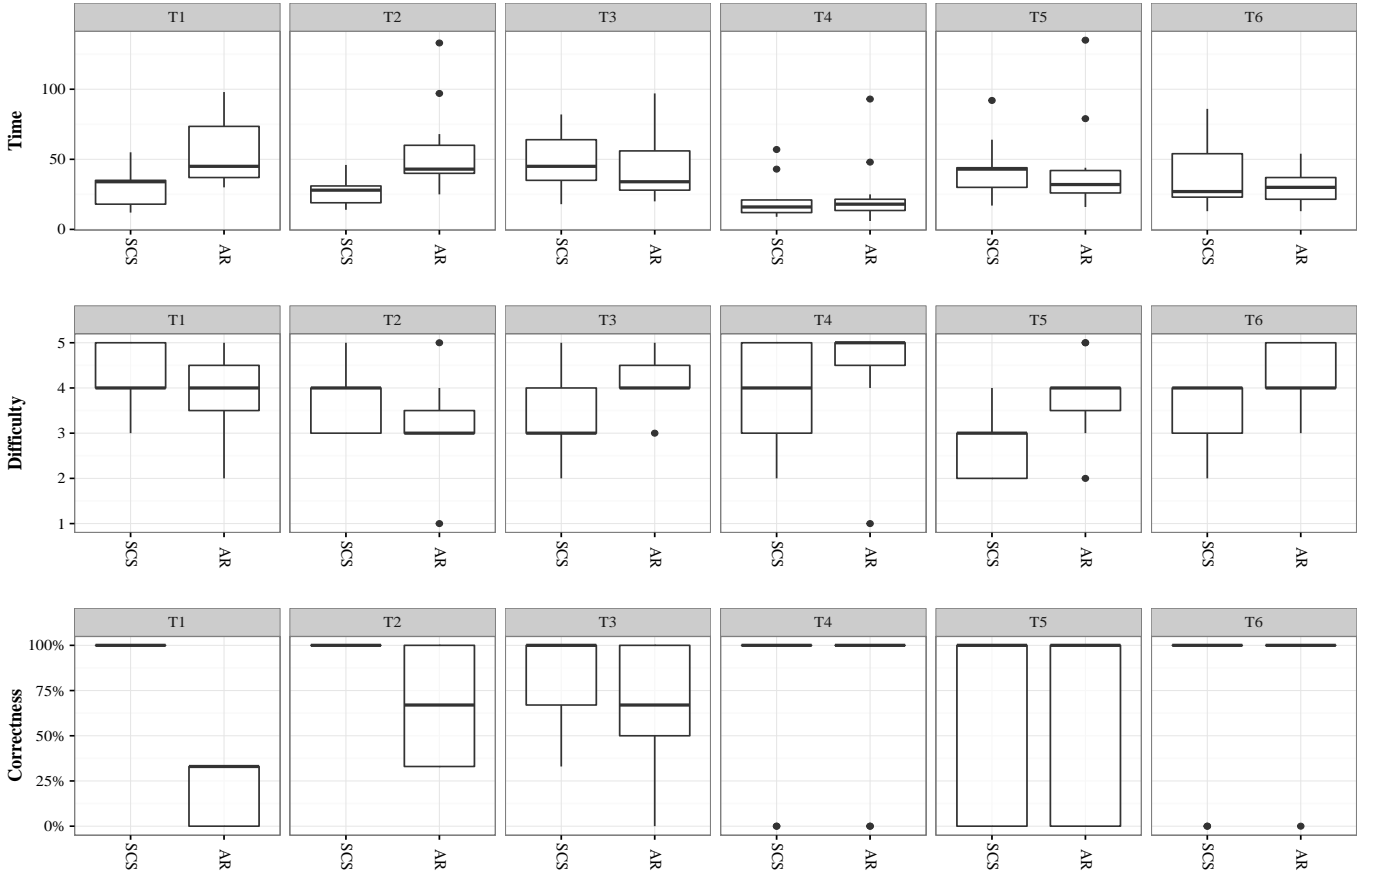 T1 T2 T3 T4 T5 T6
Time
100
50
0
SCS AR SCS AR SCS AR SCS AR SCS AR SCS AR
T1 T2 T3 T4 T5 T6
Difficulty
5
4
3
2
1
SCS AR SCS AR SCS AR SCS AR SCS AR SCS AR
T1 T2 T3 T4 T5 T6
Correctness
100%
75%
50%
25%
0%
SCS AR SCS AR SCS AR SCS AR SCS AR SCS AR